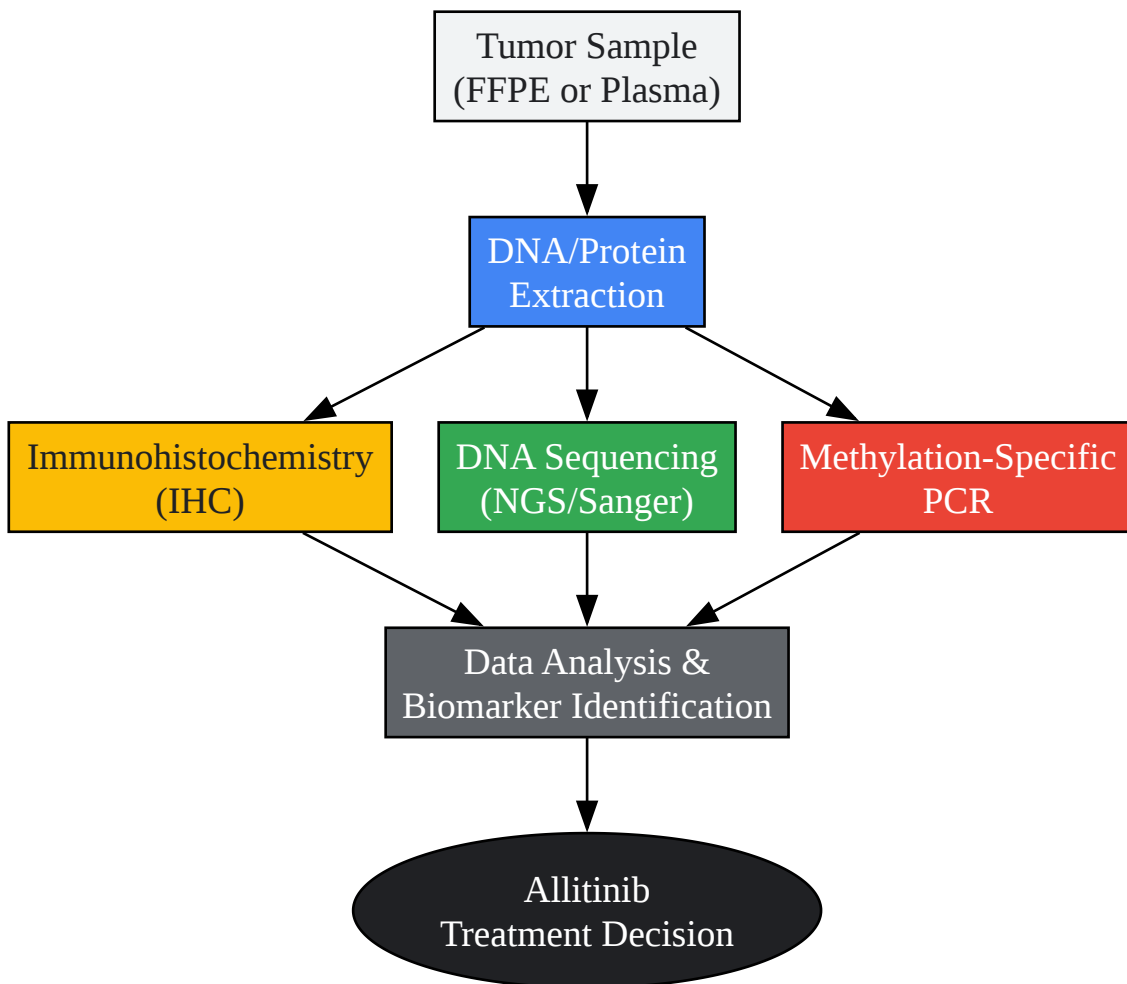 Tumor Sample
(FFPE or Plasma)
DNA/Protein
Extraction
Immunohistochemistry
(IHC)
DNA Sequencing
(NGS/Sanger)
Methylation-Specific
PCR
Data Analysis &
Biomarker Identification
Allitinib
Treatment Decision